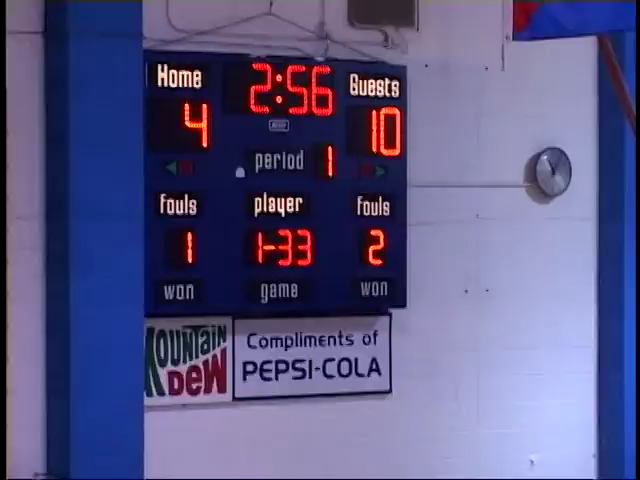 Home 2:56 Guests
4 10
period 1
fouls player fouls
1 1-33 2
won game won
MOUNTAIN DEW
Compliments of
PEPSI-COLA